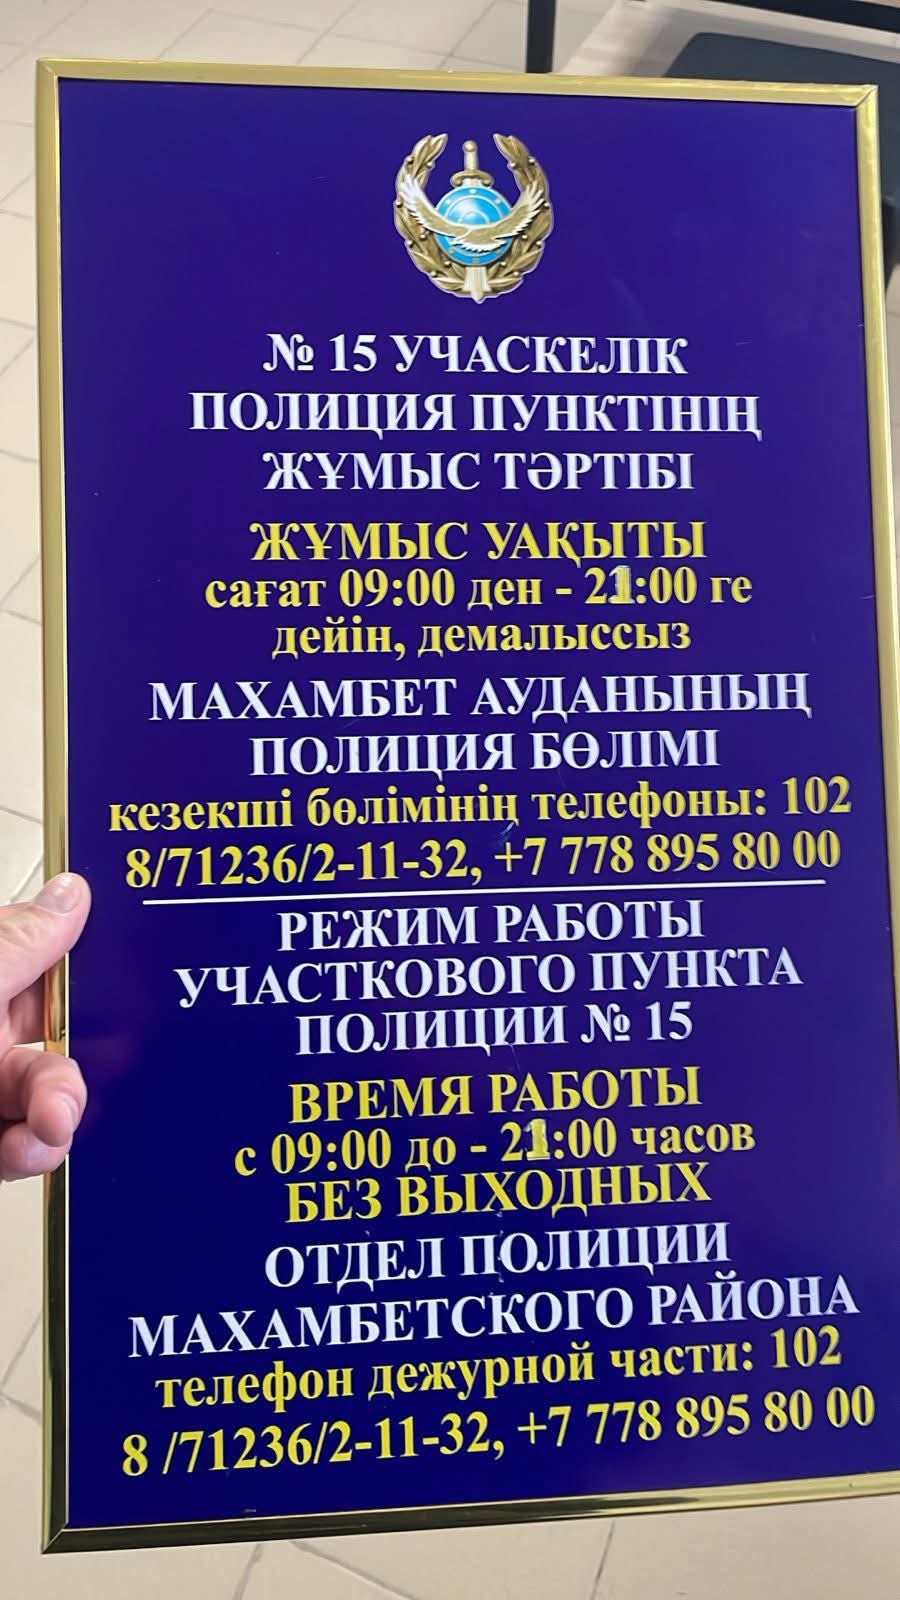 № 15 УЧАСКЕЛІК
ПОЛИЦИЯ ПУНКТІНІҢ
ЖҰМЫС ТӘРТІБІ
ЖҰМЫС УАҚЫТЫ
сағат 09:00 ден - 21:00 ге
дейін, демалыссыз
МАХАМБЕТ АУДАНЫНЫҢ
ПОЛИЦИЯ БӨЛІМІ
кезекші бөлімінің телефоны: 102
8/71236/2-11-32, +7 778 895 80 00
РЕЖИМ РАБОТЫ
УЧАСТКОВОГО ПУНКТА
ПОЛИЦИИ № 15
ВРЕМЯ РАБОТЫ
с 09:00 до - 21:00 часов
БЕЗ ВЫХОДНЫХ
ОТДЕЛ ПОЛИЦИИ
МАХАМБЕТСКОГО РАЙОНА
телефон дежурной части: 102
8 /71236/2-11-32, +7 778 895 80 00